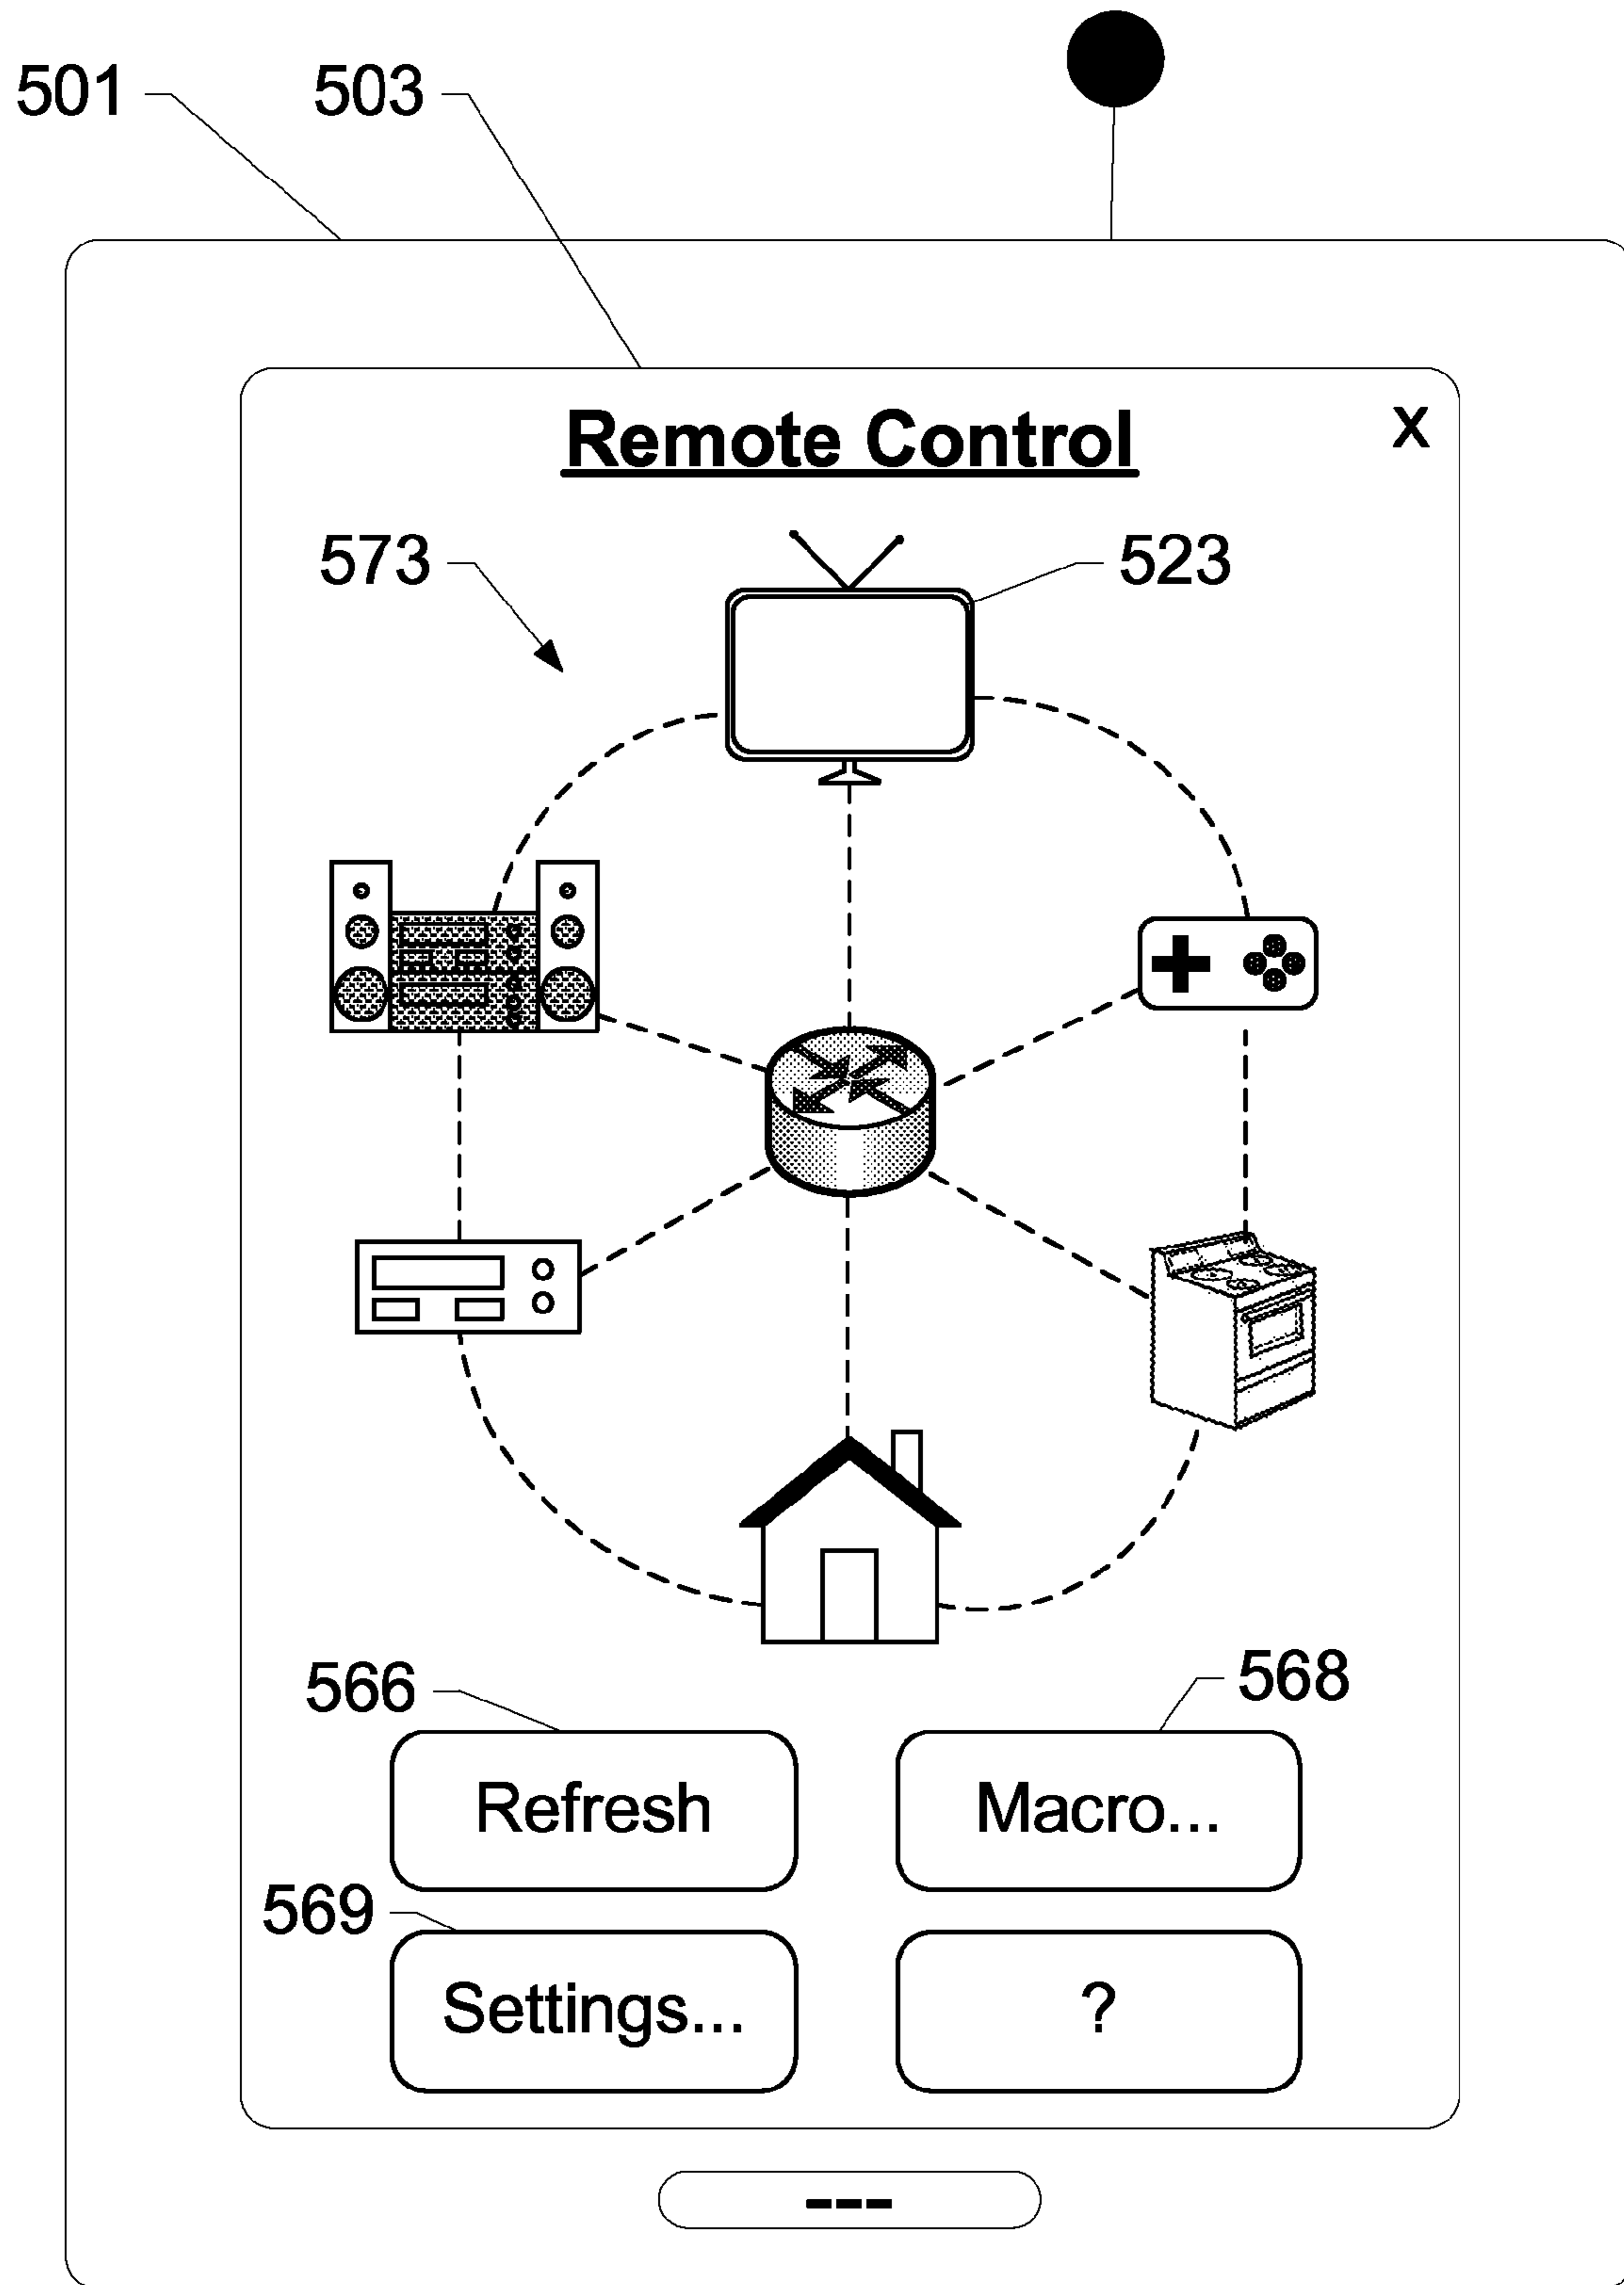 501
503
Remote Control
X
573
523
566
568
Refresh
Macro...
569
Settings...
?
---